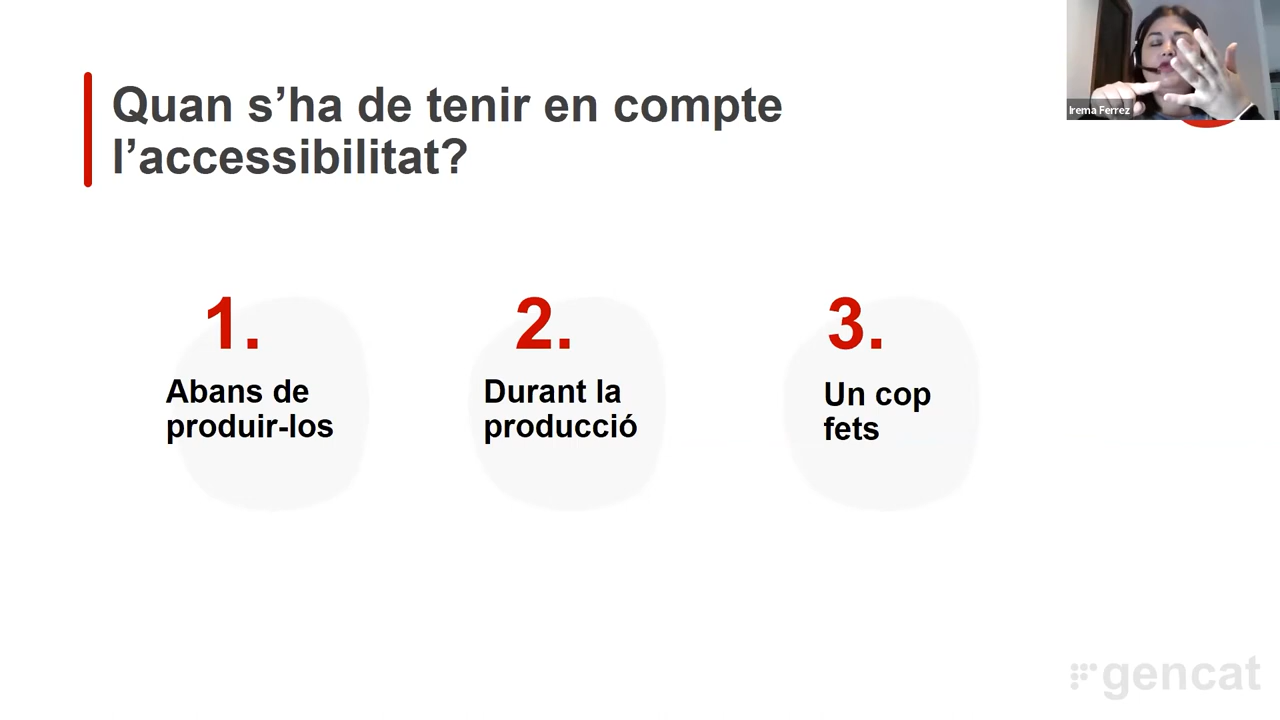 Quan s’ha de tenir en compte
l’accessibilitat?
Irema Ferrez
1.
Abans de
produir-los
2.
Durant la
producció
3.
Un cop
fets
gencat